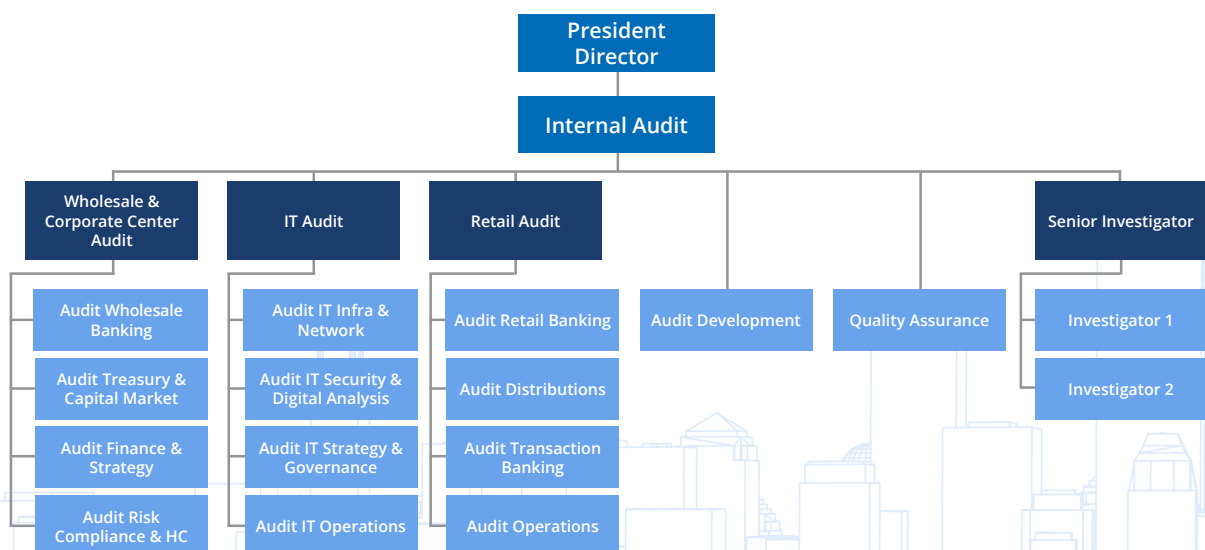 President
Director
Internal Audit
Wholesale &
Corporate Center
Audit
IT Audit
Retail Audit
Senior Investigator
Audit Wholesale
Banking
Audit IT Infra &
Network
Audit Retail Banking
Audit Development
Quality Assurance
Investigator 1
Audit Treasury &
Capital Market
Audit IT Security &
Digital Analysis
Audit Distributions
Investigator 2
Audit Finance &
Strategy
Audit IT Strategy &
Governance
Audit Transaction
Banking
Audit Risk
Compliance & HC
Audit IT Operations
Audit Operations